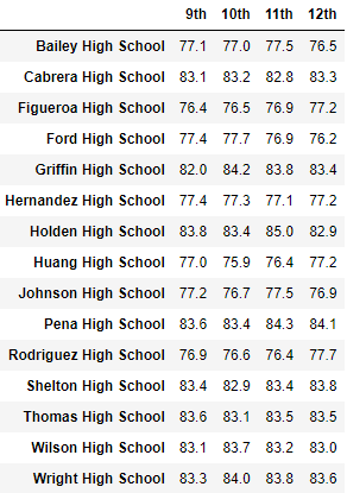 9th 10th 11th 12th
Bailey High School 77.1 77.0 77.5 76.5
Cabrera High School 83.1 83.2 82.8 83.3
Figueroa High School 76.4 76.5 76.9 77.2
Ford High School 77.4 77.7 76.9 76.2
Griffin High School 82.0 84.2 83.8 83.4
Hernandez High School 77.4 77.3 77.1 77.2
Holden High School 83.8 83.4 85.0 82.9
Huang High School 77.0 75.9 76.4 77.2
Johnson High School 77.2 76.7 77.5 76.9
Pena High School 83.6 83.4 84.3 84.1
Rodriguez High School 76.9 76.6 76.4 77.7
Shelton High School 83.4 82.9 83.4 83.8
Thomas High School 83.6 83.1 83.5 83.5
Wilson High School 83.1 83.7 83.2 83.0
Wright High School 83.3 84.0 83.8 83.6